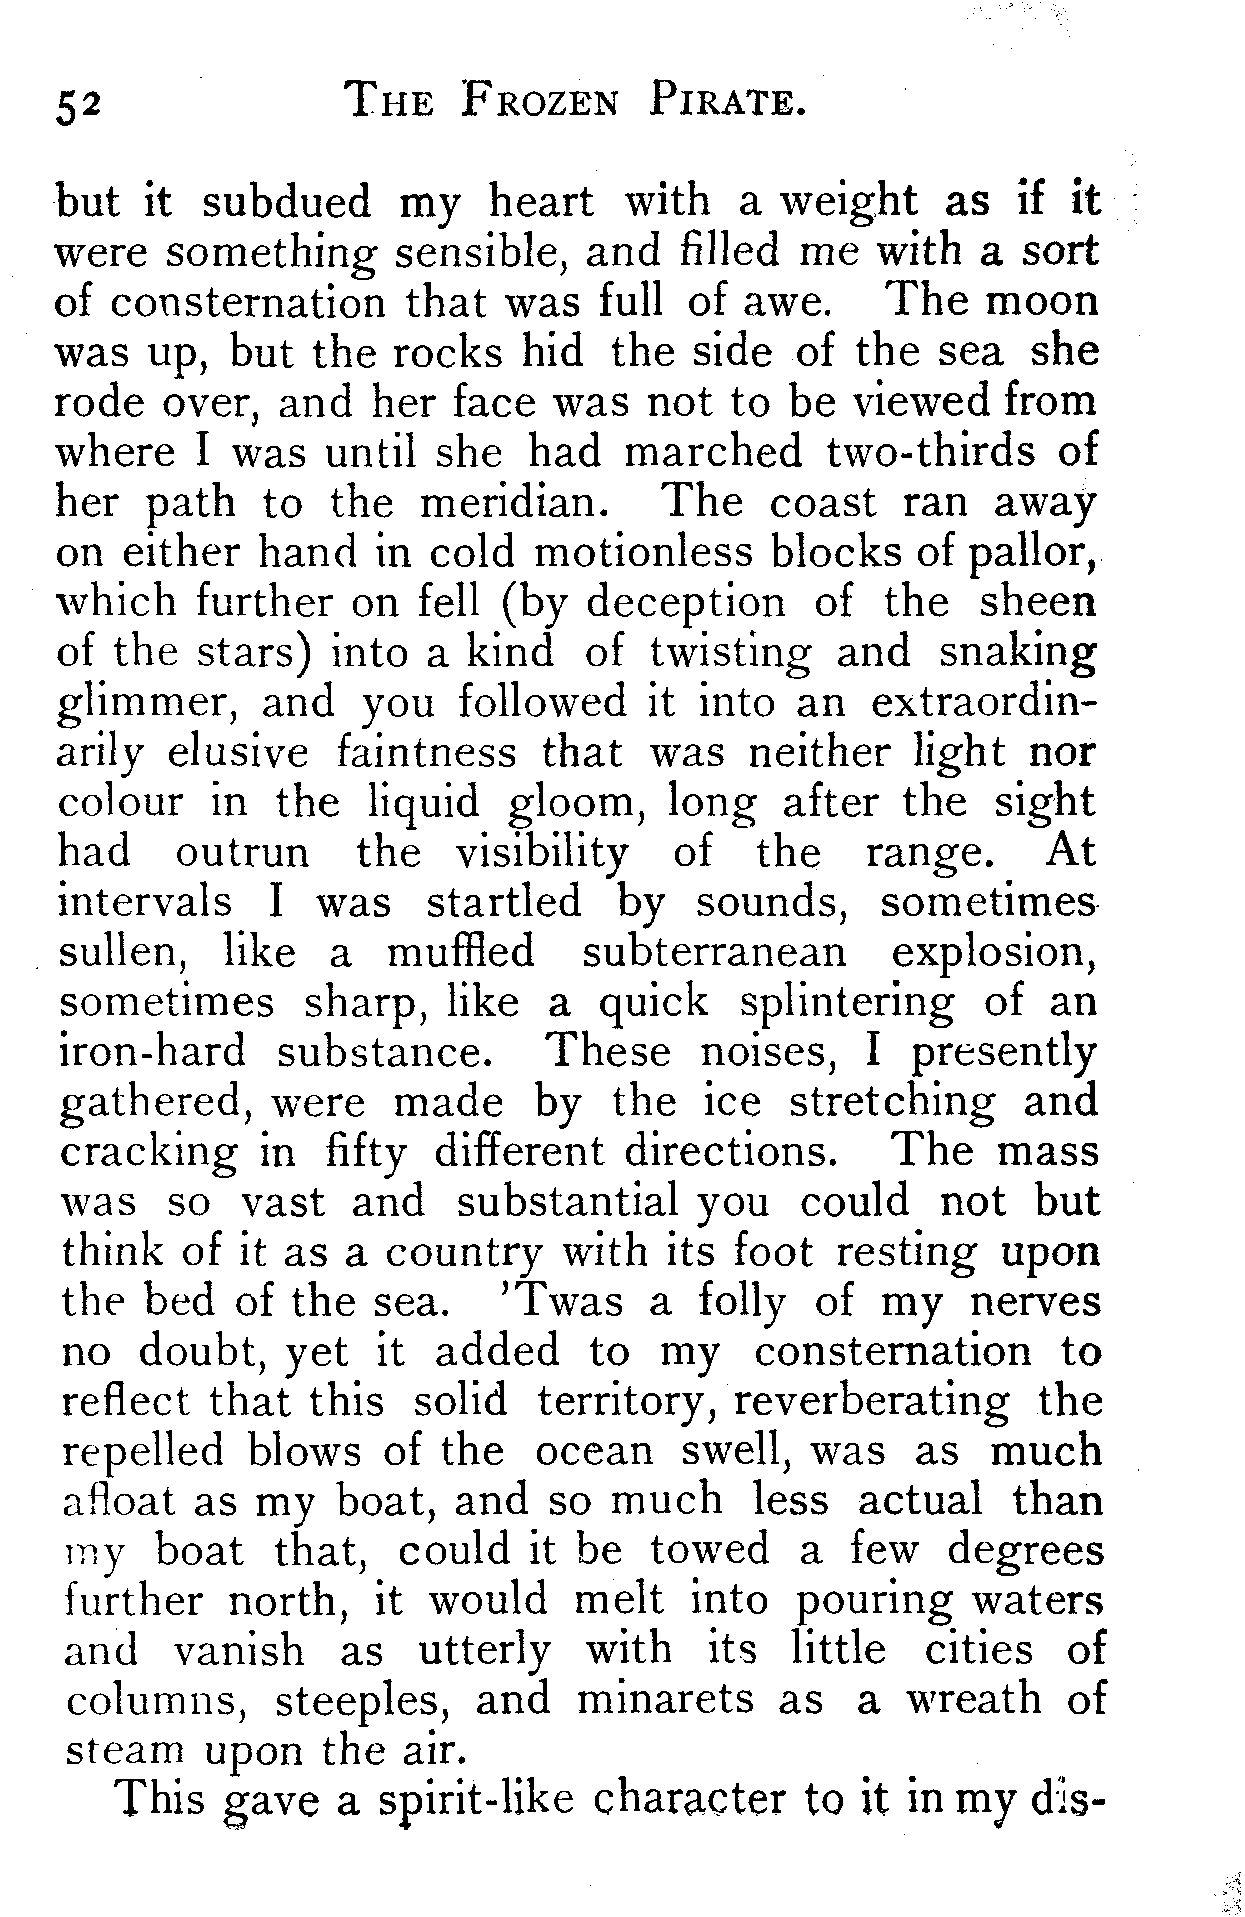 52 THE FROZEN PIRATE.
but it subdued my heart with a weight as if it
were something sensible, and filled me with a sort
of consternation that was full of awe. The moon
was up, but the rocks hid the side of the sea she
rode over, and her face was not to be viewed from
where I was until she had marched two-thirds of
her path to the meridian. The coast ran away
on either hand in cold motionless blocks of pallor,
which further on fell (by deception of the sheen
of the stars) into a kind of twisting and snaking
glimmer, and you followed it into an extraordin-
arily elusive faintness that was neither light nor
colour in the liquid gloom, long after the sight
had outrun the visibility of the range. At
intervals I was startled by sounds, sometimes
sullen, like a muffled subterranean explosion,
sometimes sharp, like a quick splintering of an
iron-hard substance. These noises, I presently
gathered, were made by the ice stretching and
cracking in fifty different directions. The mass
was so vast and substantial you could not but
think of it as a country with its foot resting upon
the bed of the sea. 'Twas a folly of my nerves
no doubt, yet it added to my consternation to
reflect that this solid territory, reverberating the
repelled blows of the ocean swell, was as much
afloat as my boat, and so much less actual than
my boat that, could it be towed a few degrees
further north, it would melt into pouring waters
and vanish as utterly with its little cities of
columns, steeples, and minarets as a wreath of
steam upon the air.
This gave a spirit-like character to it in my dis-